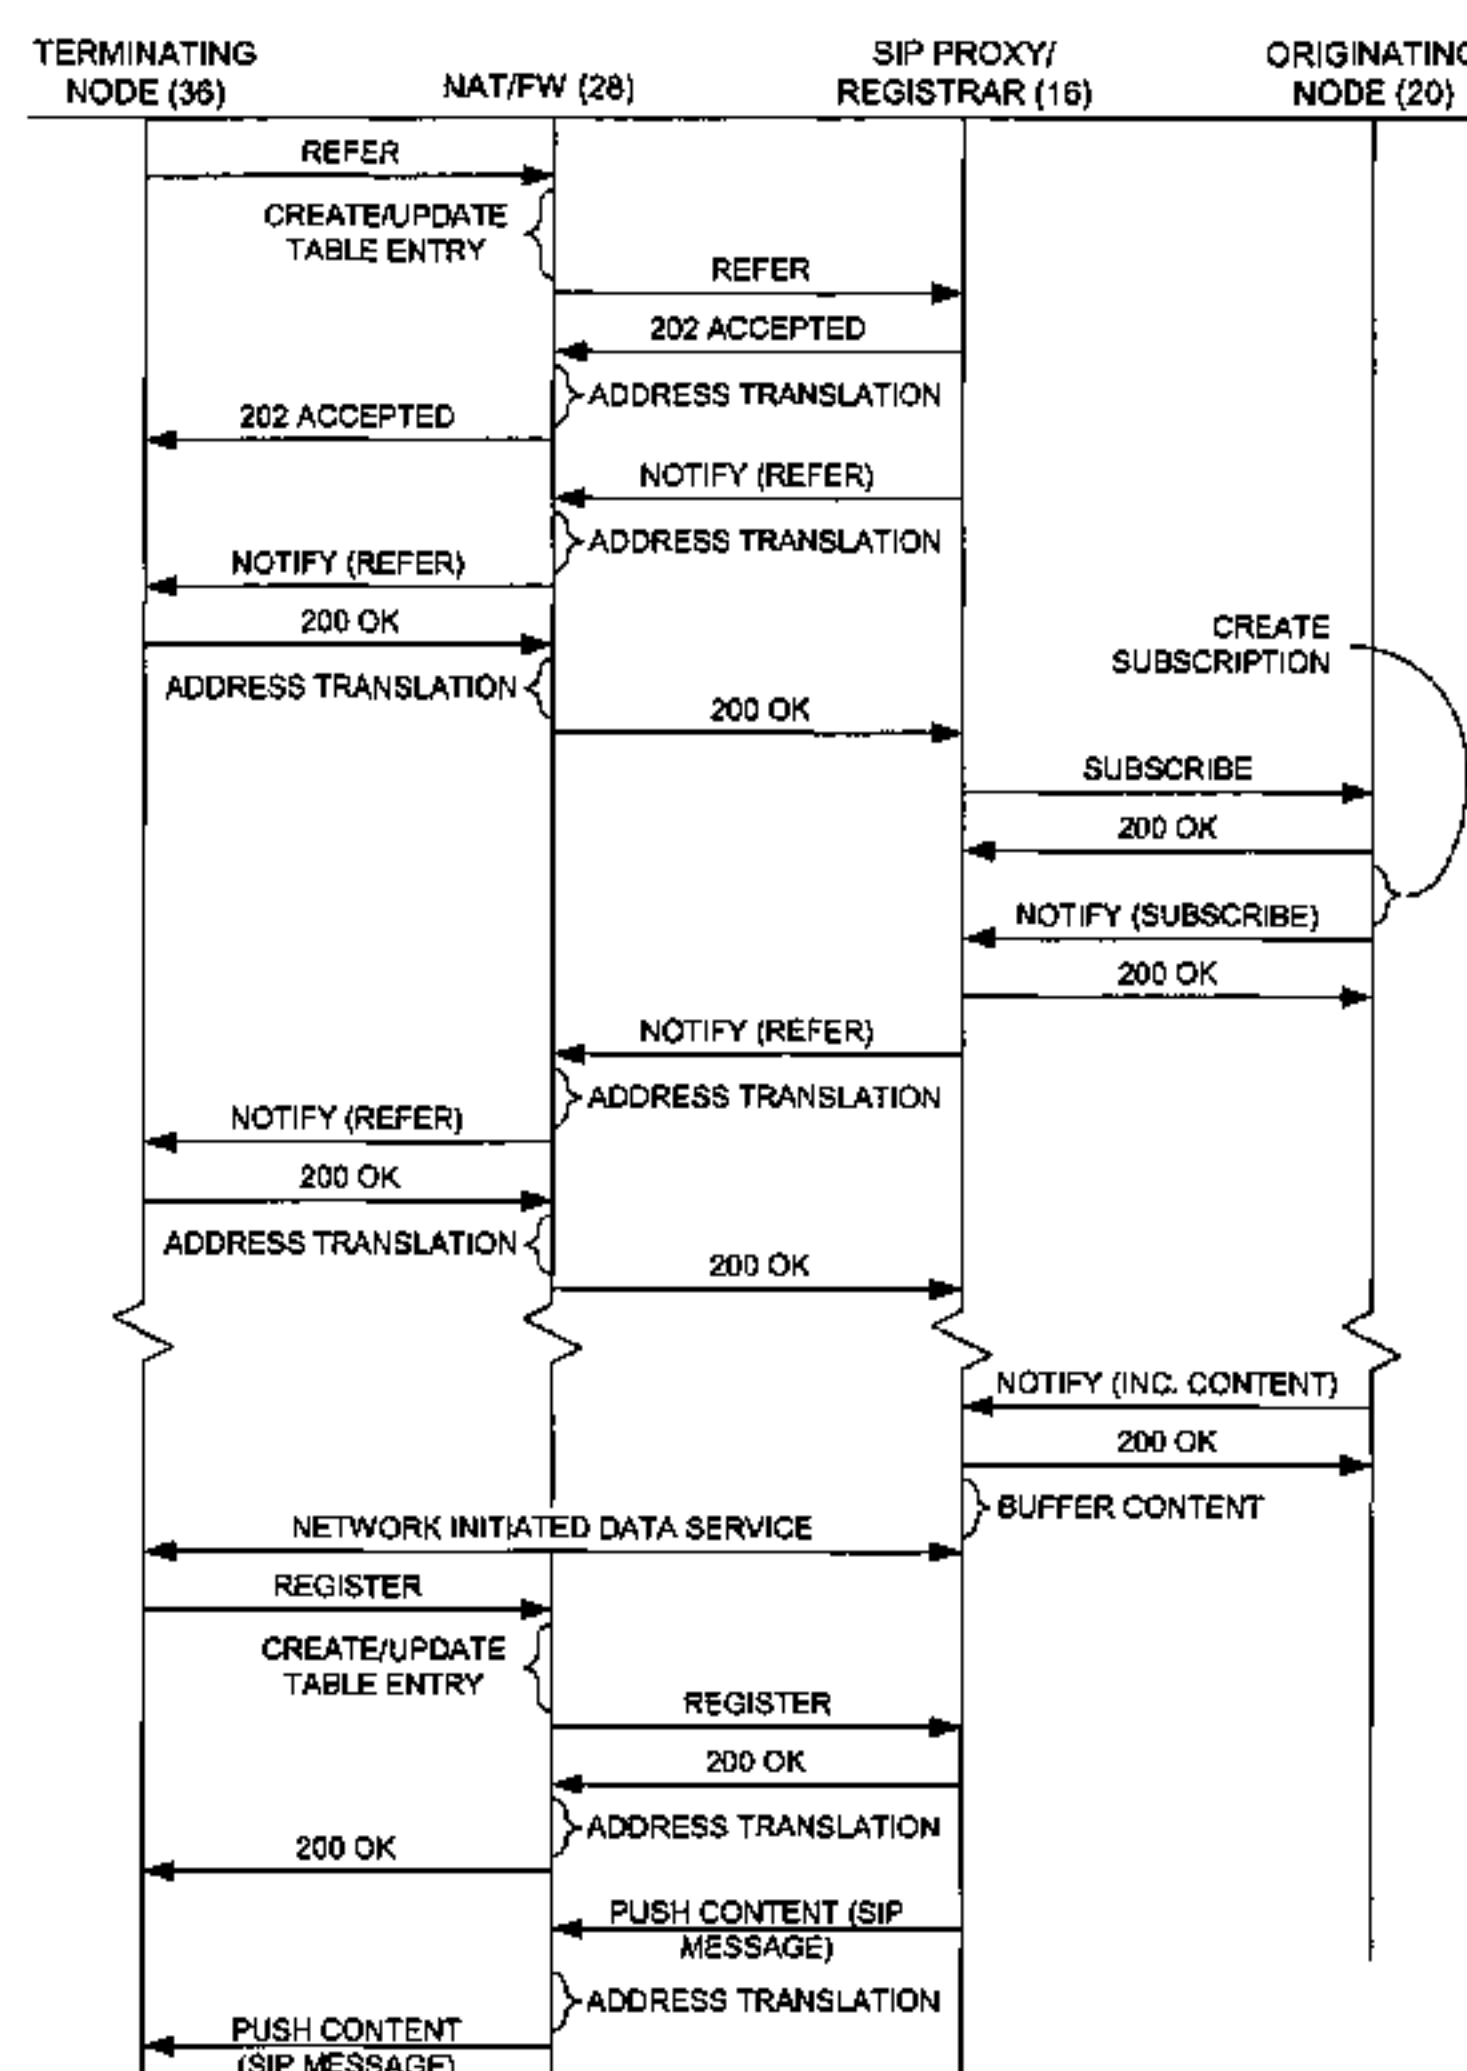 TERMINATING
NODE (36)
NAT/FW (28)
SIP PROXY/
REGISTRAR (16)
ORIGINATING
NODE (20)
REFER
CREATE/UPDATE
TABLE ENTRY
REFER
202 ACCEPTED
ADDRESS TRANSLATION
202 ACCEPTED
NOTIFY (REFER)
ADDRESS TRANSLATION
NOTIFY (REFER)
200 OK
CREATE
SUBSCRIPTION
ADDRESS TRANSLATION
200 OK
SUBSCRIBE
200 OK
NOTIFY (SUBSCRIBE)
200 OK
NOTIFY (REFER)
ADDRESS TRANSLATION
NOTIFY (REFER)
200 OK
ADDRESS TRANSLATION
200 OK
NOTIFY (INC. CONTENT)
200 OK
BUFFER CONTENT
NETWORK INITIATED DATA SERVICE
REGISTER
CREATE/UPDATE
TABLE ENTRY
REGISTER
200 OK
ADDRESS TRANSLATION
200 OK
PUSH CONTENT (SIP
MESSAGE)
ADDRESS TRANSLATION
PUSH CONTENT
(SIP MESSAGE)